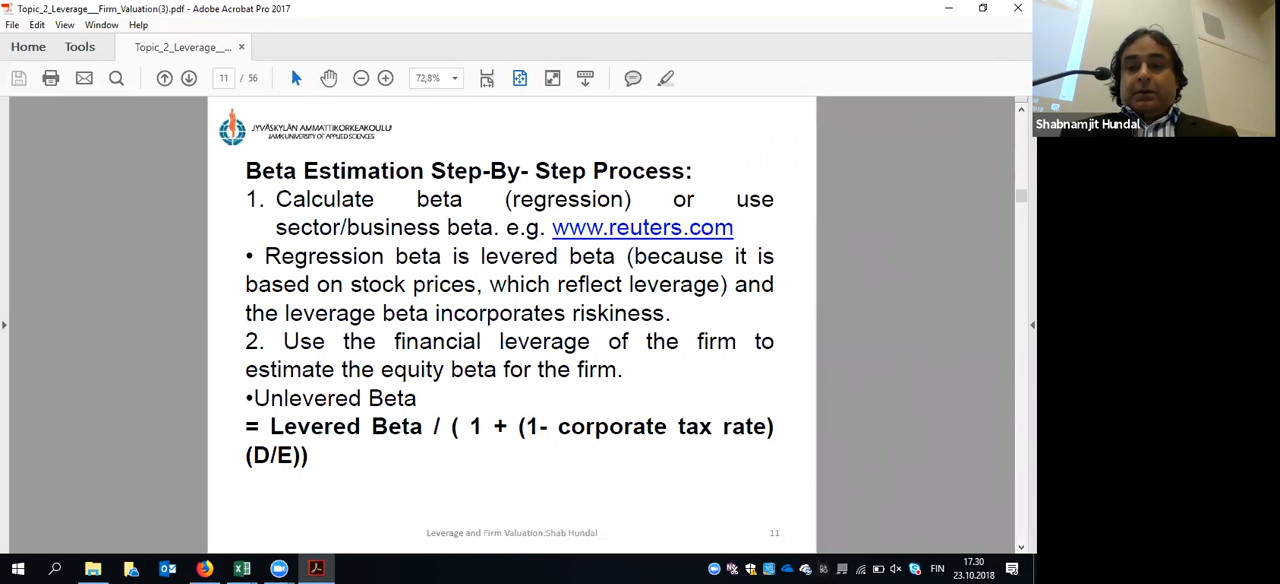 Topic_2_Leverage__Firm_Valuation(3).pdf - Adobe Acrobat Pro 2017
File Edit View Window Help
Home Tools Topic_2_Leverage__...
11 / 56 72,8%
JYVÄSKYLÄN AMMATTIKORKEAKOULU
JAMK UNIVERSITY OF APPLIED SCIENCES
Shabnamjit Hundal
Beta Estimation Step-By- Step Process:
1. Calculate beta (regression) or use
sector/business beta. e.g. www.reuters.com
• Regression beta is levered beta (because it is
based on stock prices, which reflect leverage) and
the leverage beta incorporates riskiness.
2. Use the financial leverage of the firm to
estimate the equity beta for the firm.
•Unlevered Beta
= Levered Beta / ( 1 + (1- corporate tax rate)
(D/E))
Leverage and Firm Valuation:Shab Hundal 11
FIN
17.30
23.10.2018